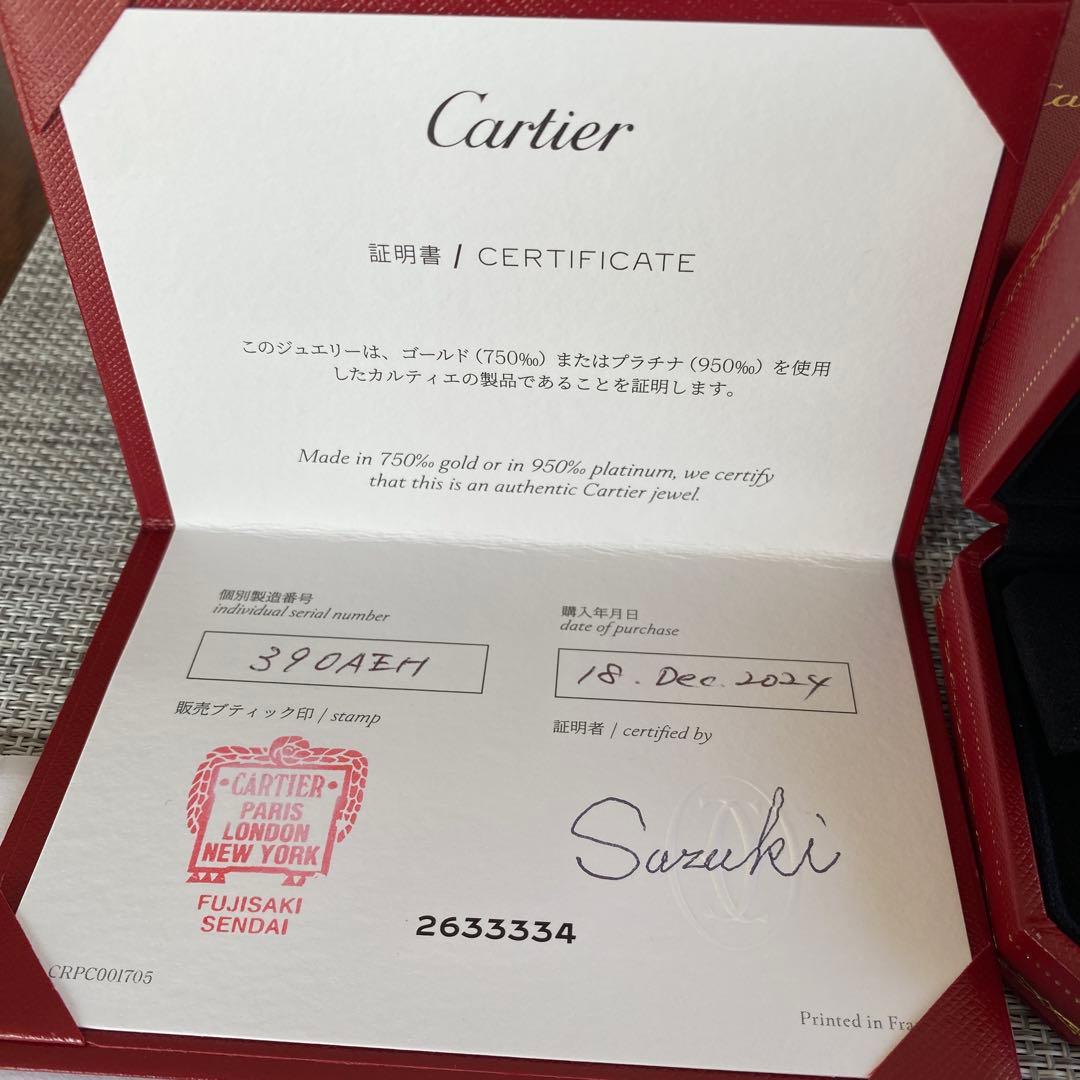 Cartier
証明書 / CERTIFICATE
このジュエリーは、ゴールド（750‰）またはプラチナ（950‰）を使用
したカルティエの製品であることを証明します。
Made in 750‰ gold or in 950‰ platinum, we certify
that this is an authentic Cartier jewel.
個別製造番号
individual serial number
390AEH
購入年月日
date of purchase
18. Dec. 2024
販売ブティック印 / stamp
証明者 / certified by
·CARTIER·
PARIS
LONDON
NEW YORK
FUJISAKI
SENDAI
Suzuki
2633334
CRPC001705
Printed in Fra
Ca